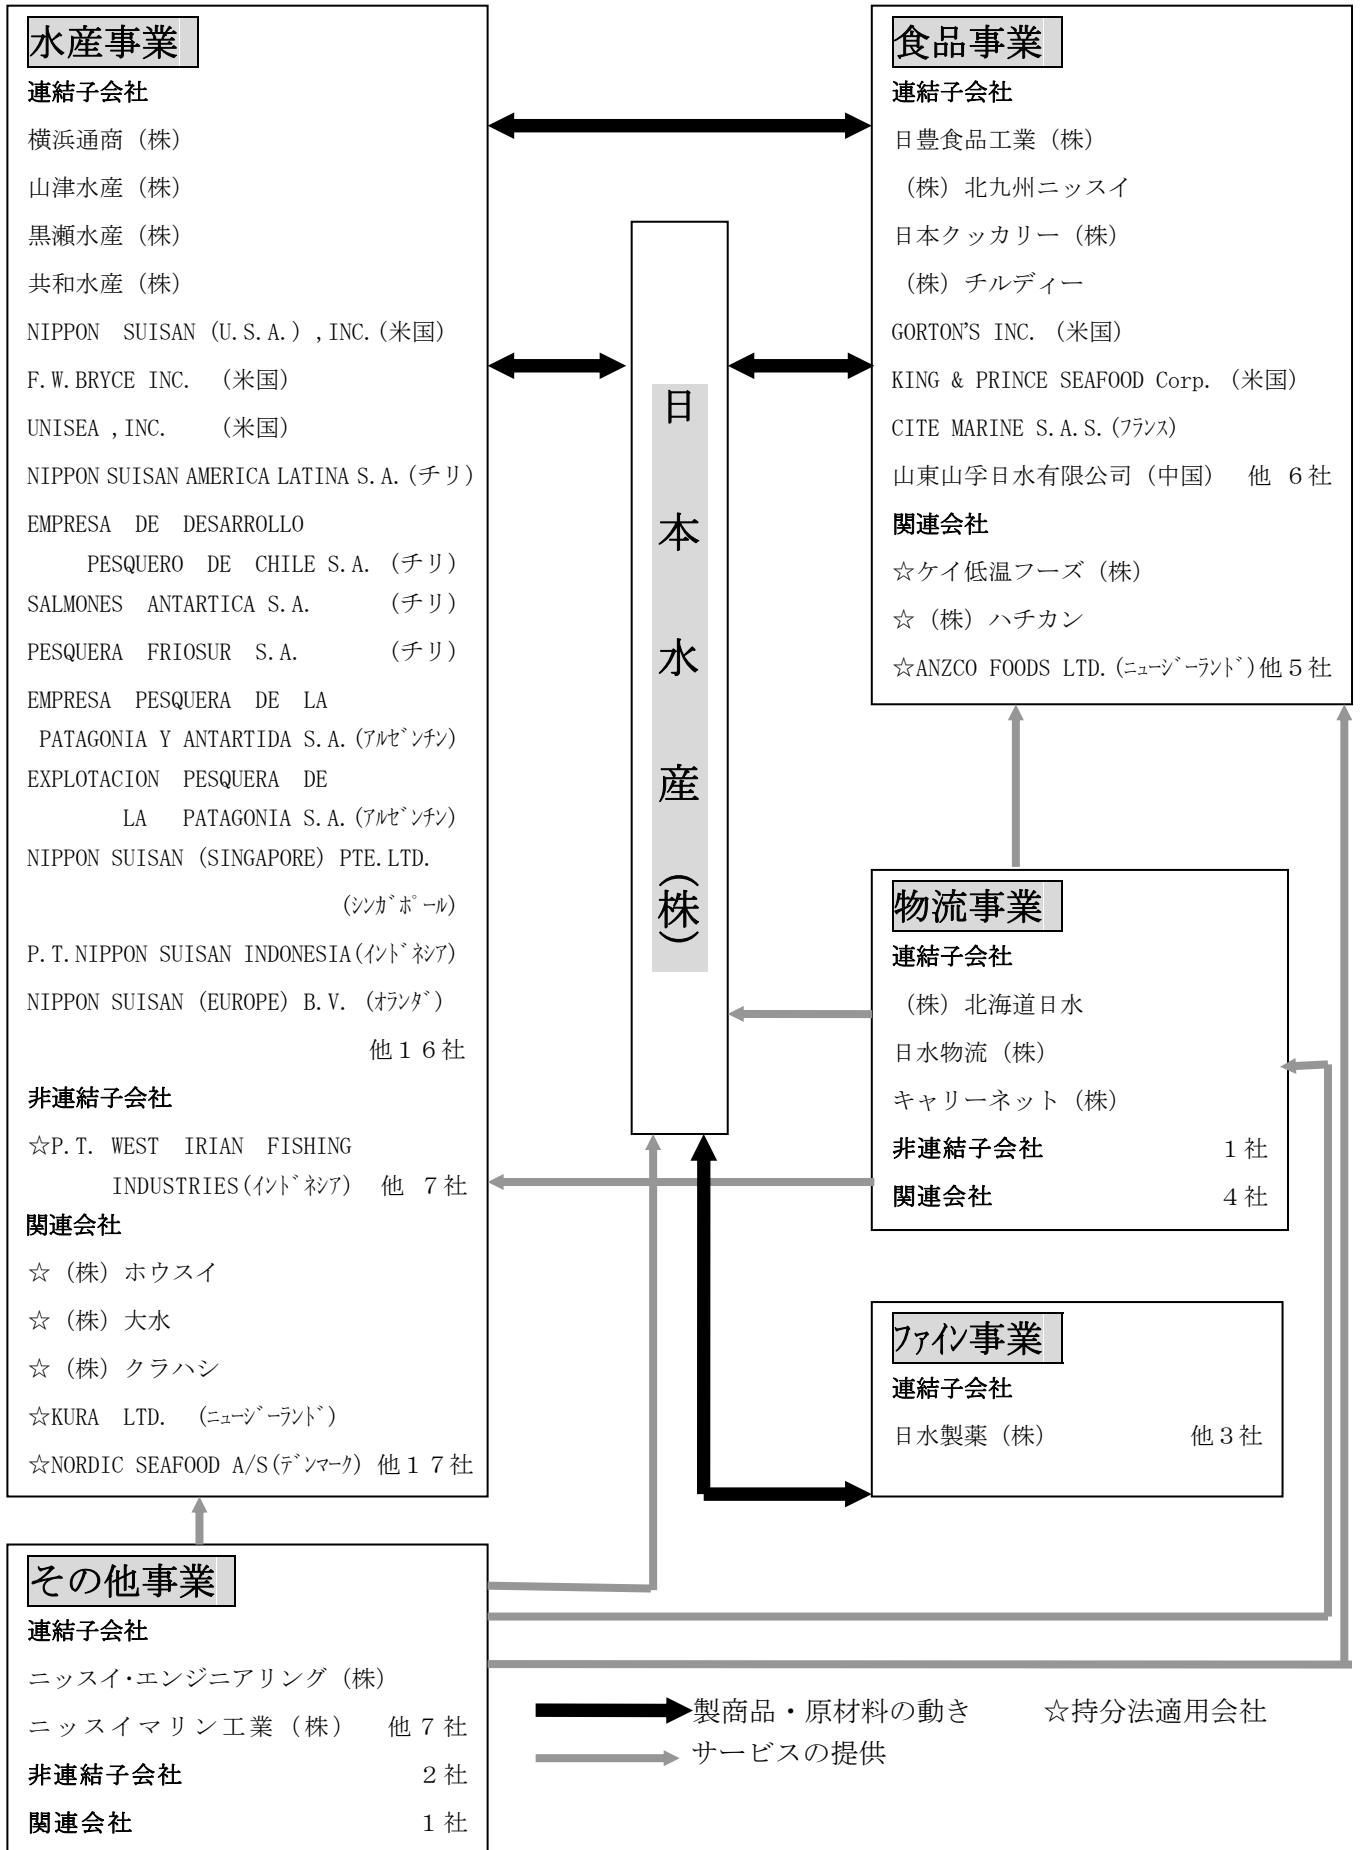 水産事業
連結子会社
横浜通商（株）
山津水産（株）
黒瀬水産（株）
共和水産（株）
NIPPON SUISAN (U.S.A.) ,INC.(米国)
F.W.BRYCE INC. （米国）
UNISEA ,INC. （米国）
NIPPON SUISAN AMERICA LATINA S.A.(チリ)
EMPRESA DE DESARROLLO
PESQUERO DE CHILE S.A. (チリ)
SALMONES ANTARTICA S.A. (チリ)
PESQUERA FRIOSUR S.A. (チリ)
EMPRESA PESQUERA DE LA
PATAGONIA Y ANTARTIDA S.A.(ｱﾙｾﾞﾝﾁﾝ)
EXPLOTACION PESQUERA DE
LA PATAGONIA S.A.(ｱﾙｾﾞﾝﾁﾝ)
NIPPON SUISAN (SINGAPORE) PTE.LTD.
(ｼﾝｶﾞﾎﾟｰﾙ)
P.T.NIPPON SUISAN INDONESIA(ｲﾝﾄﾞﾈｼｱ)
NIPPON SUISAN (EUROPE) B.V. (ｵﾗﾝﾀﾞ)
他１６社
非連結子会社
☆P.T. WEST IRIAN FISHING
INDUSTRIES(ｲﾝﾄﾞﾈｼｱ) 他 ７社
関連会社
☆（株）ホウスイ
☆（株）大水
☆（株）クラハシ
☆KURA LTD. (ﾆｭｰｼﾞｰﾗﾝﾄﾞ)
☆NORDIC SEAFOOD A/S(ﾃﾞﾝﾏｰｸ) 他１７社
その他事業
連結子会社
ニッスイ・エンジニアリング（株）
ニッスイマリン工業（株） 他７社
非連結子会社 ２社
関連会社 １社
日本水産（株）
食品事業
連結子会社
日豊食品工業（株）
（株）北九州ニッスイ
日本クッカリー（株）
（株）チルディー
GORTON'S INC. （米国）
KING & PRINCE SEAFOOD Corp. （米国）
CITE MARINE S.A.S.(ﾌﾗﾝｽ)
山東山孚日水有限公司（中国） 他 ６社
関連会社
☆ケイ低温フーズ（株）
☆（株）ハチカン
☆ANZCO FOODS LTD.(ﾆｭｰｼﾞｰﾗﾝﾄﾞ)他５社
物流事業
連結子会社
（株）北海道日水
日水物流（株）
キャリーネット（株）
非連結子会社 １社
関連会社 ４社
ﾌｧｲﾝ事業
連結子会社
日水製薬（株） 他３社
製商品・原材料の動き ☆持分法適用会社
サービスの提供